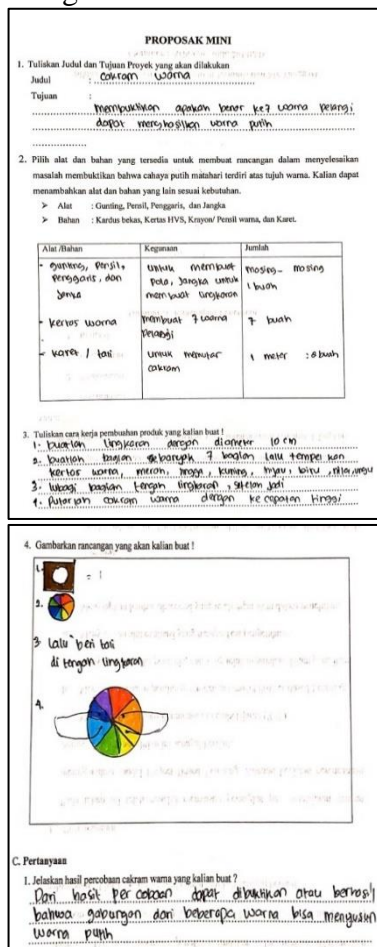 PROPOSAK MINI
1. Tuliskan Judul dan Tujuan Proyek yang akan dilakukan
Judul : cakram warna
Tujuan :
membuktikan apakah benar ke7 warna pelangi
dapat menghasilkan warna putih
2. Pilih alat dan bahan yang tersedia untuk membuat rancangan dalam menyelesaikan
masalah membuktikan bahwa cahaya putih matahari terdiri atas tujuh warna. Kalian dapat
menambahkan alat dan bahan yang lain sesuai kebutuhan.
➢ Alat : Gunting, Pensil, Penggaris, dan Jangka
➢ Bahan : Kardus bekas, Kertas HVS, Krayon/ Pensil warna, dan Karet.
Alat /Bahan Kegunaan Jumlah
- gunting, pensil, untuk membuat masing - masing
penggaris, dan pola, jangka untuk 1 buah
jangka membuat lingkaran
- kertas warna membuat 7 warna 7 buah
pelangi
- karet / tali untuk memutar 1 meter : buah
cakram
3. Tuliskan cara kerja perubahan produk yang kalian buat !
1. buatlah lingkaran dengan diameter 10 cm
2. buatlah bagian sebanyak 7 bagian lalu tempel kan
kertas warna, merah, jingga, kuning, hijau, biru, nila, ungu
3. lubagi bagian tengah lingkaran, setelah jadi
4. Putarlah cakram warna dengan kecepatan tinggi
4. Gambarkan rancangan yang akan kalian buat !
1. = 1
2.
3 Lalu beri tali
di tengah lingkaran
4.
C. Pertanyaan
1. Jelaskan hasil percobaan cakram warna yang kalian buat ?
Dari hasil percobaan dapat dibuktikan atau berhasil
bahwa gabungan dari beberapa warna bisa menyusun
warna putih